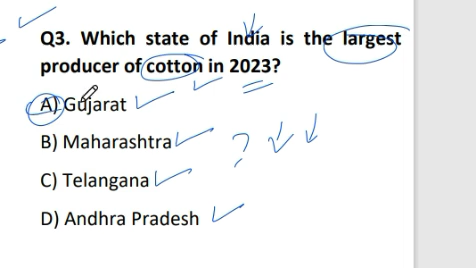 Q3. Which state of India is the largest
producer of cotton in 2023?
A) Gujarat
B) Maharashtra
?
C) Telangana
D) Andhra Pradesh